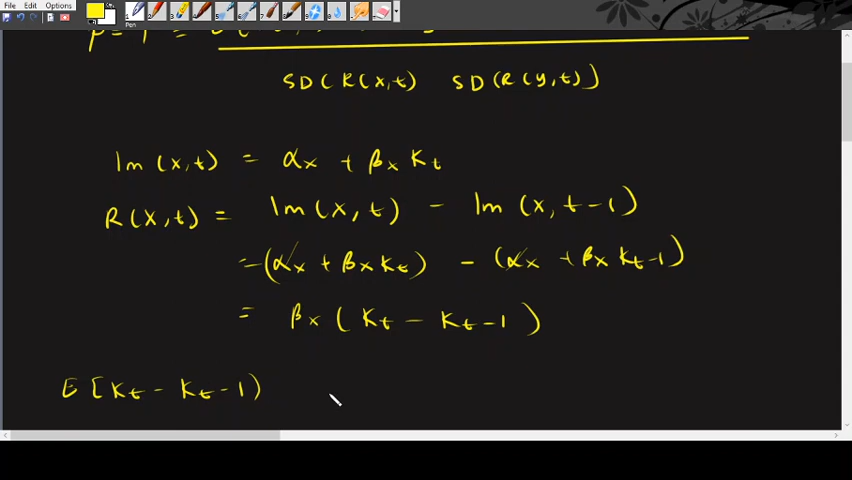 File Edit Options
Pen
SD(R(x,t) SD(R(y,t))
lm(x,t) = αx + βx Kt
R(x,t) = lm(x,t) - lm(x,t-1)
=(αx + βx Kt) - (αx + βx Kt-1)
= βx (Kt - Kt-1)
E[Kt - Kt-1)